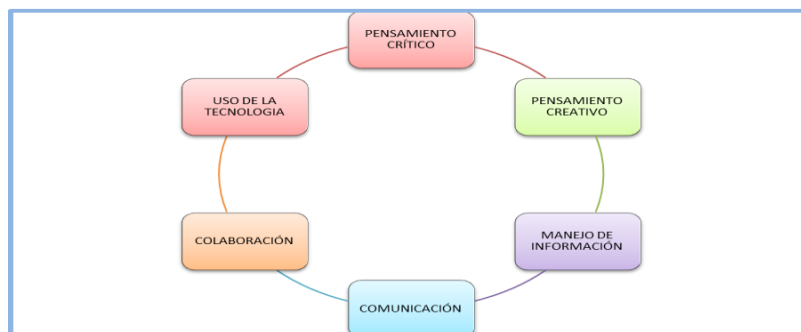 PENSAMIENTO
CRÍTICO
USO DE LA
TECNOLOGIA
PENSAMIENTO
CREATIVO
COLABORACIÓN
MANEJO DE
INFORMACIÓN
COMUNICACIÓN